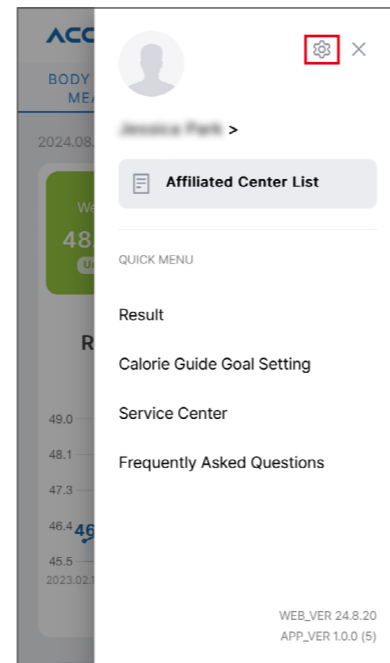 ACC
BODY
ME
2024.08.
We
48.
R
49.0
48.1
47.3
46.4 46
45.5
2023.02.1
>
Affiliated Center List
QUICK MENU
Result
Calorie Guide Goal Setting
Service Center
Frequently Asked Questions
WEB_VER 24.8.20
APP_VER 1.0.0 (5)